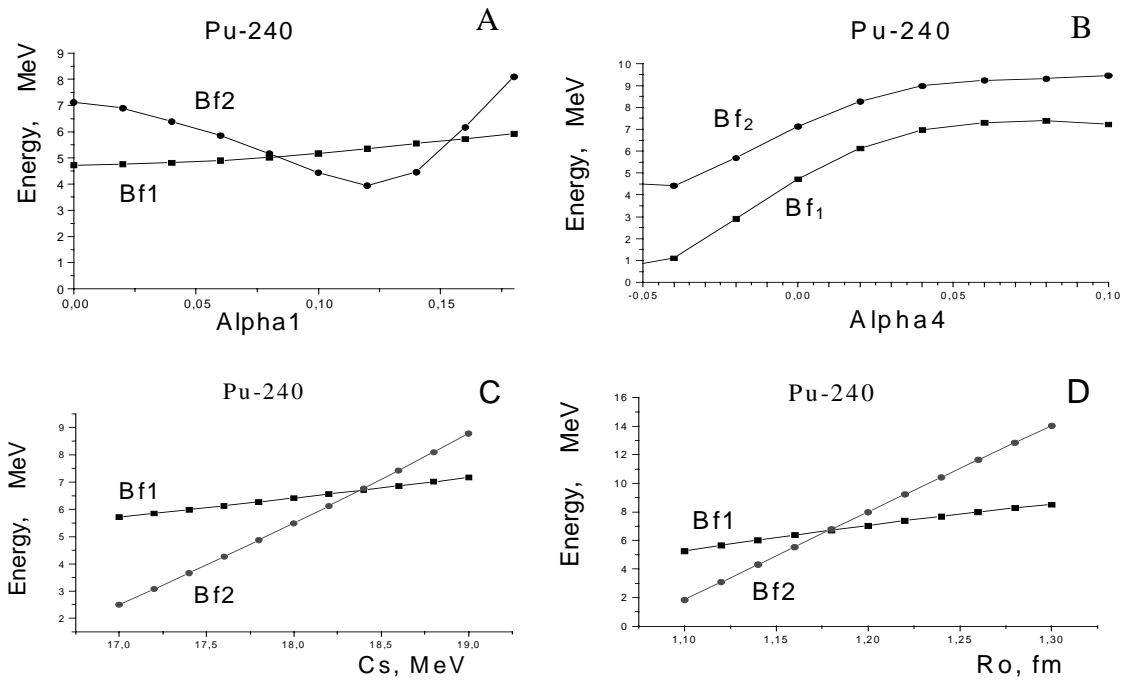 Pu-240
A
Energy, MeV
9
8
7
6
5
4
3
2
1
0
Bf2
Bf1
0,00
0,05
0,10
0,15
Alpha1
Pu-240
B
Energy, MeV
10
9
8
7
6
5
4
3
2
1
0
Bf₂
Bf₁
-0,05
0,00
0,05
0,10
Alpha4
Pu-240
C
Energy, MeV
9
8
7
6
5
4
3
2
Bf1
Bf2
17,0
17,5
18,0
18,5
19,0
Cs, MeV
Pu-240
D
Energy, MeV
16
14
12
10
8
6
4
2
0
Bf1
Bf2
1,10
1,15
1,20
1,25
1,30
Ro, fm